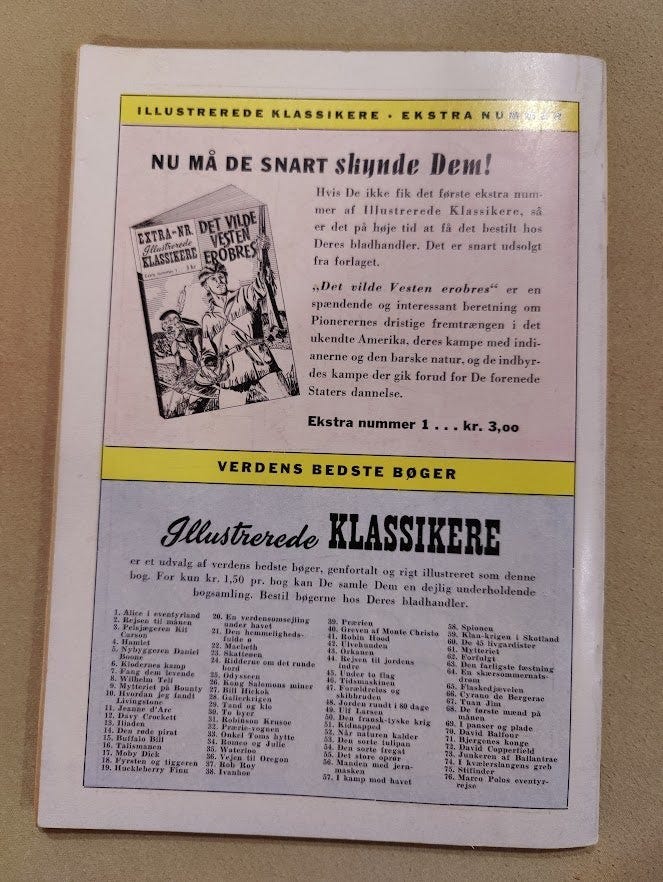 ILLUSTREREDE KLASSIKERE · EKSTRA NUMMER
NU MÅ DE SNART skynde Dem!
Hvis De ikke fik det første ekstra num-
mer af Illustrerede Klassikere, så
er det på høje tid at få det bestilt hos
Deres bladhandler. Det er snart udsolgt
fra forlaget.
„Det vilde Vesten erobres“ er en
spændende og interessant beretning om
Pionerernes dristige fremtrængen i det
ukendte Amerika, deres kampe med indi-
anerne og den barske natur, og de indbyr-
des kampe der gik forud for De forenede
Staters dannelse.
Ekstra nummer 1 . . . kr. 3,00
EXTRA-NR.
Illustrerede
KLASSIKERE
3 kr
DET VILDE
VESTEN
EROBRES
VERDENS BEDSTE BØGER
Illustrerede KLASSIKERE
er et udvalg af verdens bedste bøger, genfortalt og rigt illustreret som denne
bog. For kun kr. 1,50 pr. bog kan De samle Dem en dejlig underholdende
bogsamling. Bestil bøgerne hos Deres bladhandler.
1. Alice i eventyrland
2. Rejsen til månen
3. Pelsjægeren Kit
Carson
4. Hamlet
5. Nybyggeren Daniel
Boone
6. Klodernes kamp
7. Fang dem levende
8. Wilhelm Tell
9. Mytteriet på Bounty
10. Hvordan jeg fandt
Livingstone
11. Jeanne d'Arc
12. Davy Crockett
13. Iliaden
14. Den røde pirat
15. Buffalo Bill
16. Talismanen
17. Moby Dick
18. Fyrsten og tiggeren
19. Huckleberry Finn
20. En verdensomsejling
under havet
21. Den hemmeligheds-
fulde ø
22. Macbeth
23. Skatteøen
24. Ridderne om det runde
bord
25. Odysseen
26. Kong Salomons miner
27. Bill Hickok
28. Gallerkrigen
29. Tand og klo
30. To byer
31. Robinson Krusoe
32. Prærie-vognen
33. Onkel Toms hytte
34. Romeo og Julie
35. Waterloo
36. Vejen til Oregon
37. Rob Roy
38. Ivanhoe
39. Prærien
40. Greven af Monte Christo
41. Robin Hood
42. Ulvehunden
43. Orkanen
44. Rejsen til jordens
indre
45. Under to flag
46. Tidsmaskinen
47. Forældreløs og
skibbruden
48. Jorden rundt i 80 dage
49. Ulf Larsen
50. Den fransk-tyske krig
51. Kidnapped
52. Når naturen kalder
53. Den sorte tulipan
54. Den sorte fregat
55. Det store oprør
56. Manden med jern-
masken
57. I kamp mod havet
58. Spionen
59. Klan-krigen i Skotland
60. De 45 livgardister
61. Mytteriet
62. Forfulgt
63. Den farligste fæstning
64. En skærsommernats-
drøm
65. Flaskedjævelen
66. Cyrano de Bergerac
67. Yuan Jim
68. De første mænd på
månen
69. I panser og plade
70. David Balfour
71. Bjergenes konge
72. David Copperfield
73. Junkeren af Ballantrae
74. I kvælerslangens greb
75. Stifinder
76. Marco Polos eventyr-
rejse